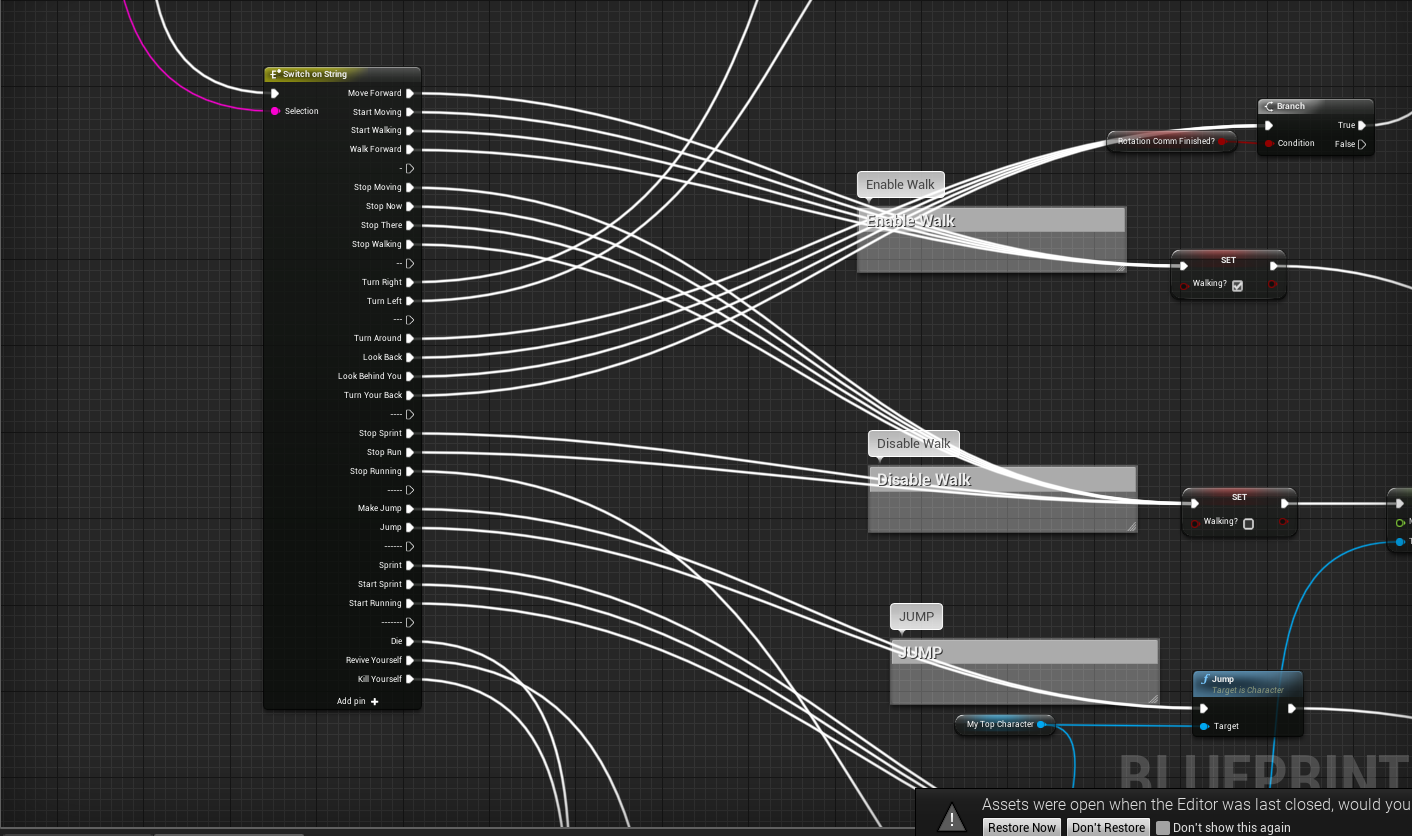 Switch on String
Move Forward
Selection
Start Moving
Start Walking
Walk Forward
-
Stop Moving
Stop Now
Stop There
Stop Walking
--
Turn Right
Turn Left
---
Turn Around
Look Back
Look Behind You
Turn Your Back
----
Stop Sprint
Stop Run
Stop Running
-----
Make Jump
Jump
------
Sprint
Start Sprint
Start Running
-------
Die
Revive Yourself
Kill Yourself
Add pin +
Branch
True
Rotation Comm Finished?
Condition
False
Enable Walk
Enable Walk
SET
Walking?
Disable Walk
Disable Walk
SET
Walking?
JUMP
JUMP
Jump
Target is Character
My Top Character
Target
BLUEPRINT
Assets were open when the Editor was last closed, would you
Restore Now
Don't Restore
Don't show this again